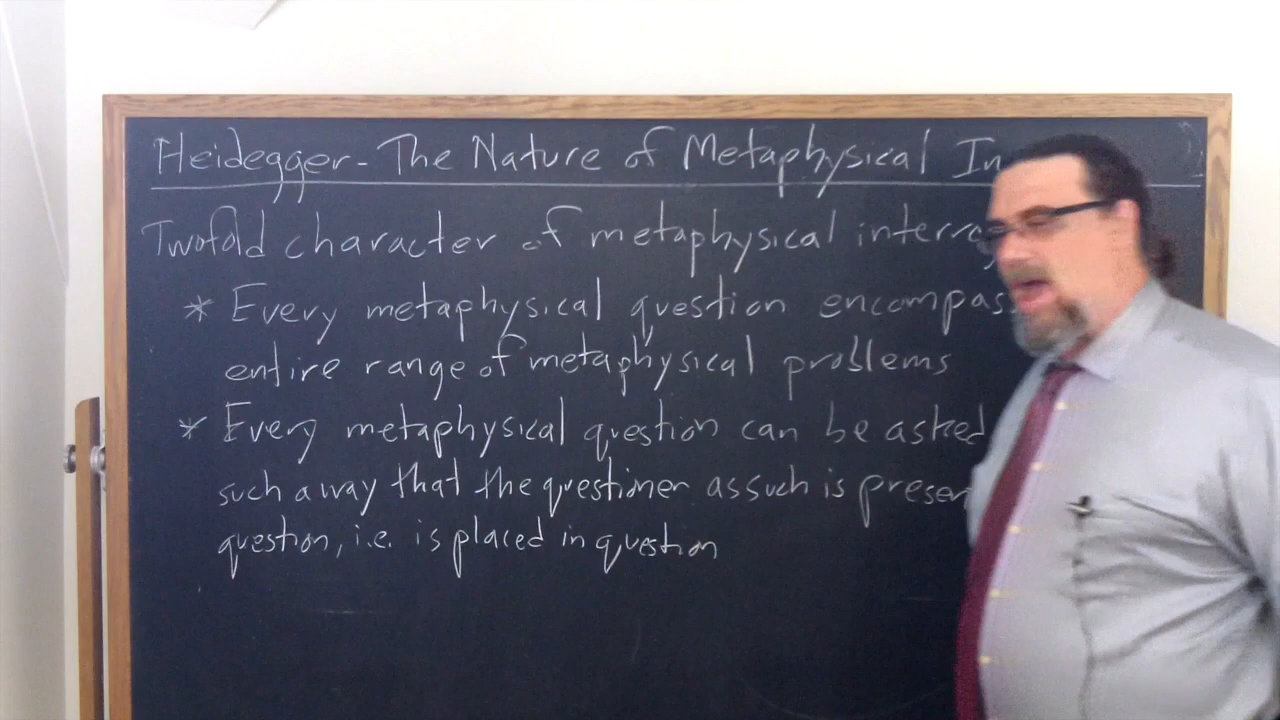 Heidegger - The Nature of Metaphysical In
Twofold character of metaphysical interro
* Every metaphysical question encompass
entire range of metaphysical problems
* Every metaphysical question can be asked
such a way that the questioner as such is presen
question, i.e. is placed in question